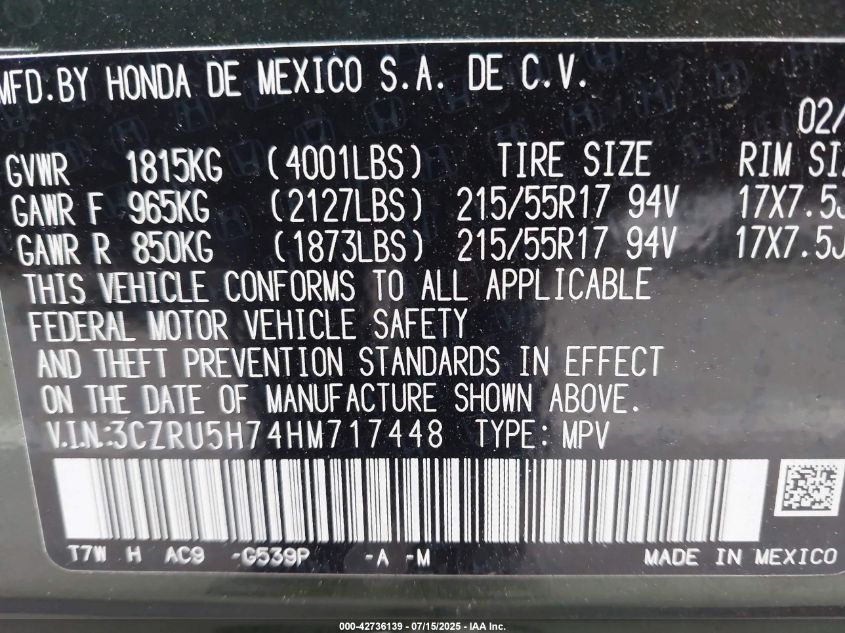 MFD.BY HONDA DE MEXICO S.A. DE C.V.
02/
GVWR 1815KG (4001LBS) TIRE SIZE RIM SIZ
GAWR F 965KG (2127LBS) 215/55R17 94V 17X7.5J
GAWR R 850KG (1873LBS) 215/55R17 94V 17X7.5J
THIS VEHICLE CONFORMS TO ALL APPLICABLE
FEDERAL MOTOR VEHICLE SAFETY
AND THEFT PREVENTION STANDARDS IN EFFECT
ON THE DATE OF MANUFACTURE SHOWN ABOVE.
V.I.N.:3CZRU5H74HM717448 TYPE: MPV
T7W H AC9 -G539P -A -M MADE IN MEXICO
000-42736139 - 07/15/2025 - IAA Inc.